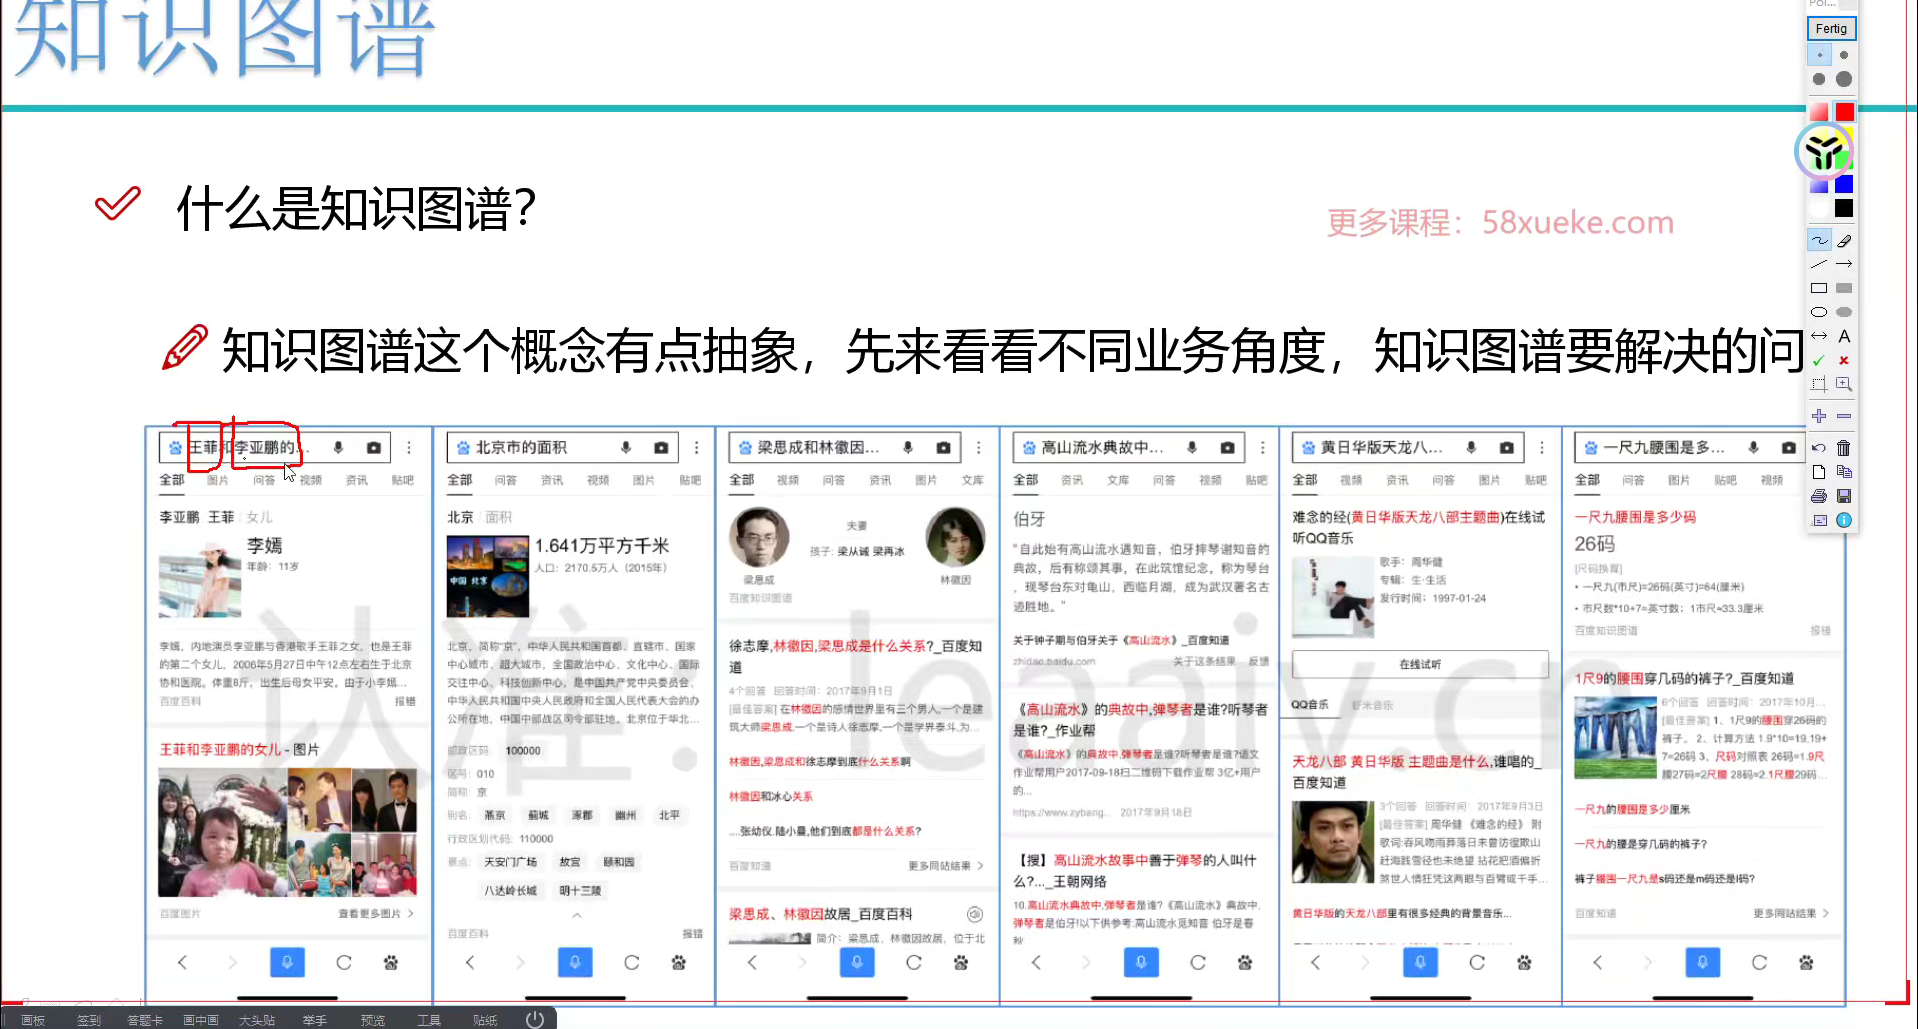 知识图谱
Fertig
什么是知识图谱？
更多课程：58xueke.com
知识图谱这个概念有点抽象，先来看看不同业务角度，知识图谱要解决的问
王菲和李亚鹏的...
全部 图片 问答 视频 资讯 贴吧
李亚鹏 王菲 女儿
李嫣
年龄：11岁
李嫣，内地演员李亚鹏与香港歌手王菲之女，也是王菲
的第二个女儿，2006年5月27日中午12点左右生于北京
协和医院，体重8斤，出生后母女平安。由于小李嫣...
百度百科 报错
王菲和李亚鹏的女儿 - 图片
百度图片 查看更多图片
北京市的面积
全部 问答 资讯 视频 图片 贴吧
北京 面积
1.641万平方千米
人口：2170.5万人（2015年）
中国 北京
北京，简称“京”，中华人民共和国首都、直辖市、国家
中心城市、超大城市，全国政治中心、文化中心、国际
交往中心、科技创新中心，是中国共产党中央委员会、
中华人民共和国中央人民政府和全国人民代表大会的办
公所在地，中国中部战区司令部驻地。北京位于华北...
邮政区码：100000
区号：010
简称：京
别名：燕京 蓟城 涿郡 幽州 北平
行政区划代码：110000
景点：天安门广场 故宫 颐和园
八达岭长城 明十三陵
百度百科 报错
梁思成和林徽因...
全部 视频 问答 资讯 图片 文库
夫妻
孩子：梁从诫 梁再冰
梁思成 林徽因
百度知识图谱
徐志摩,林徽因,梁思成是什么关系?_百度知
道
4个回答 回答时间：2017年9月1日
[最佳答案] 在林徽因的感情世界里有三个男人,一个是建
筑大师梁思成,一个是诗人徐志摩,一个是学界泰斗,为...
林徽因,梁思成和徐志摩到底什么关系啊
林徽因和冰心关系
....张幼仪.陆小曼,他们到底都是什么关系?
百度知道 更多同站结果
梁思成、林徽因故居_百度百科
简介：梁思成、林徽因故居，位于北
高山流水典故中...
全部 资讯 文库 问答 视频 图片
伯牙
“自此始有高山流水遇知音，伯牙摔琴谢知音的
典故，后有称颂其事，在此筑馆纪念，称为琴台
，现琴台东对龟山，西临月湖，成为武汉著名古
迹胜地。”
关于钟子期与伯牙关于《高山流水》_百度知道
zhidao.baidu.com 关于这条结果 反馈
《高山流水》的典故中,弹琴者是谁?听琴者
是谁?_作业帮
《高山流水》的典故中,弹琴者是谁?听琴者是谁?语文
作业帮用户2017-09-18扫二维码下载作业帮 3亿+用户
的...
https://www.zybang... 2017年9月18日
【搜】高山流水故事中善于弹琴的人叫什
么?..._王朝网络
10.高山流水典故中,弹琴者是谁?《高山流水》典故中,
弹琴者是伯牙!以下供参考.高山流水觅知音 伯牙是春
秋
黄日华版天龙八...
全部 视频 资讯 问答 图片 贴吧
难念的经(黄日华版天龙八部主题曲)在线试
听QQ音乐
歌手：周华健
专辑：生·生活
发行时间：1997-01-24
在线试听
QQ音乐 虾米音乐
天龙八部 黄日华版 主题曲是什么,谁唱的_
百度知道
3个回答 回答时间：2017年9月3日
[最佳答案] 周华健 《难念的经》 附
歌词:吞风吻雨葬落日未曾彷徨欺山
赶海践雪径也未绝望 拈花把酒偏折
煞世人情狂凭这两眼与百臂或千手...
黄日华版的天龙八部里有很多经典的背景音乐...
一尺九腰围是多...
全部 问答 图片 贴吧 视频
一尺九腰围是多少码
26码
[尺码换算]
• 一尺九(市尺)=26码(英寸)=64(厘米)
• 市尺数*10+7=英寸数；1市尺≈33.3厘米
百度知识图谱 报错
1尺9的腰围穿几码的裤子?_百度知道
6个回答 回答时间：2017年10月...
[最佳答案] 1、1尺9的腰围穿26码的
裤子。 2、计算方法 1.9*10=19,19+
7=26码 3、尺码对照表 26码=1.9尺
腰27码=2尺腰 28码=2.1尺腰29码...
一尺九的腰围是多少厘米
一尺九的腰是穿几码的裤子?
裤子腰围一尺九是s码还是m码还是l码?
百度知道 更多同站结果
认准：leaaiv.cn
画板 签到 答题卡 画中画 大头贴 举手 预览 工具 贴纸